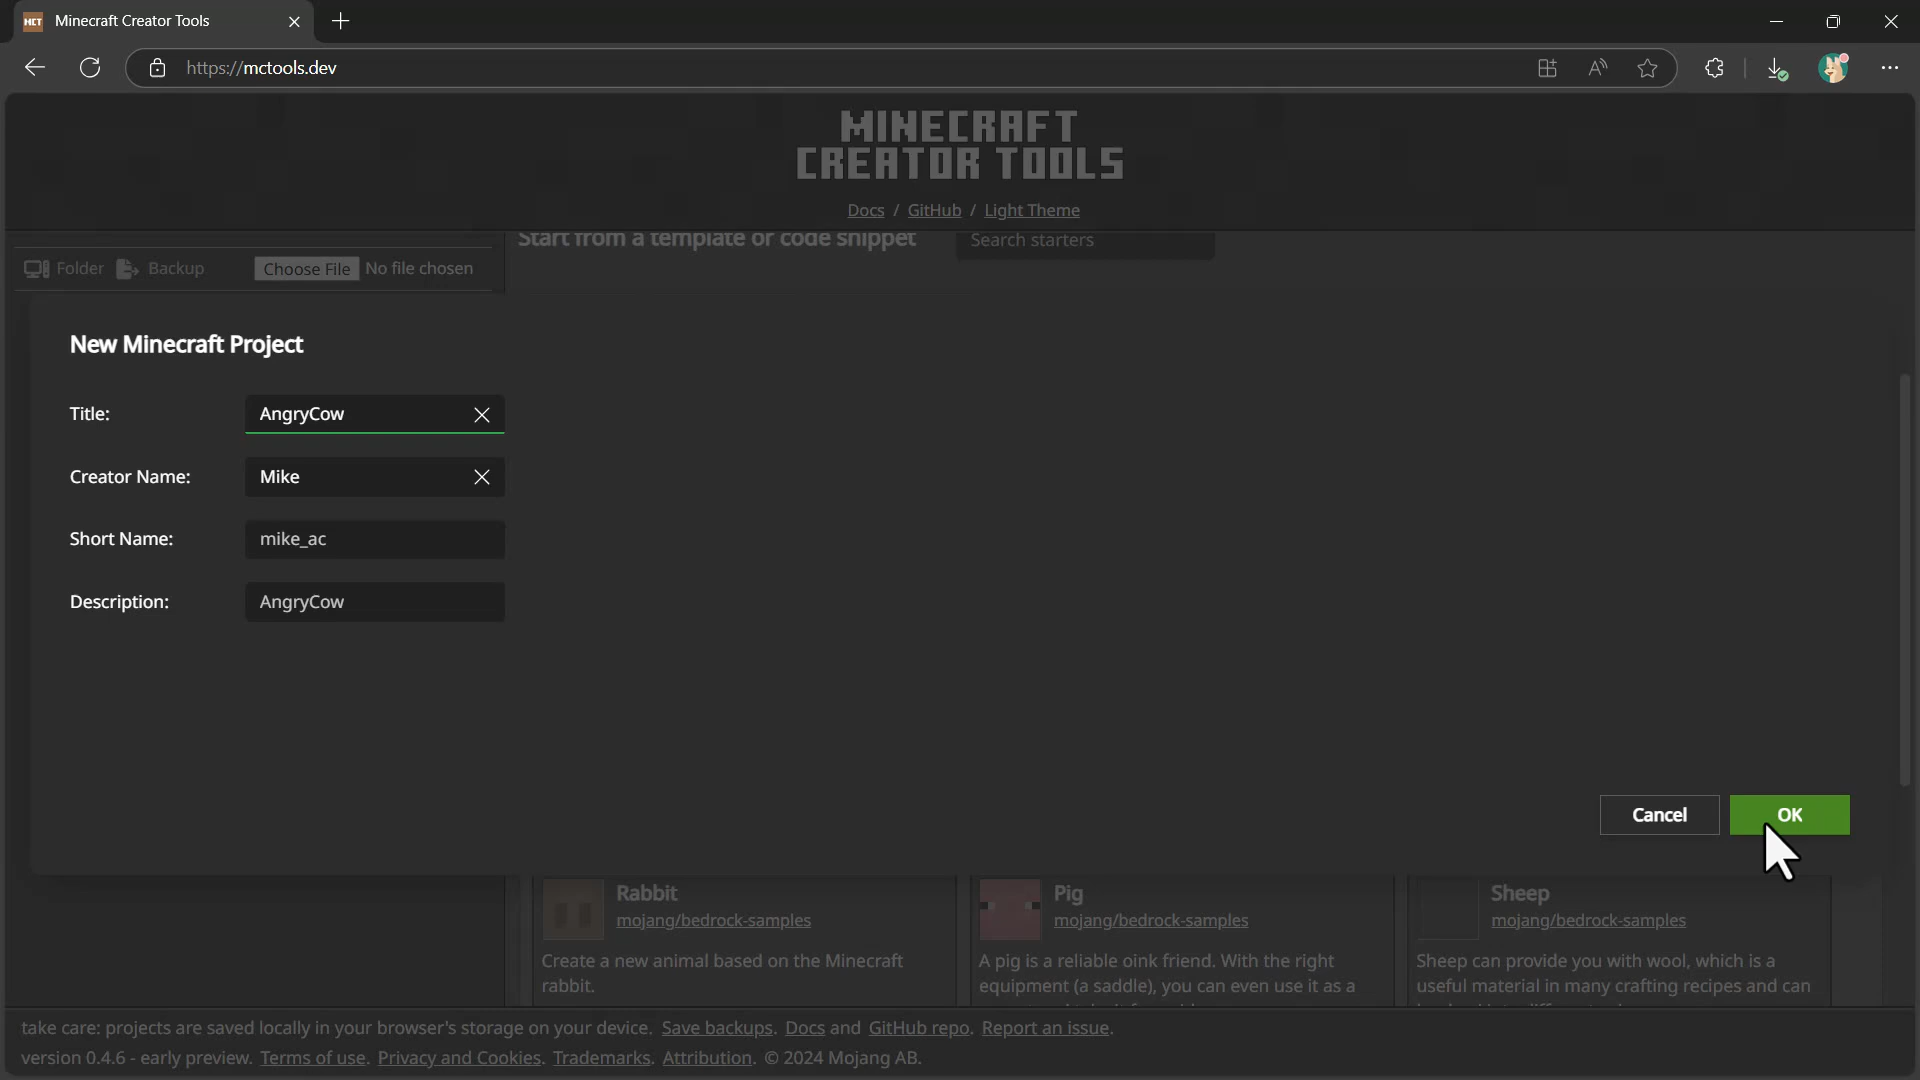 Minecraft Creator Tools
https://mctools.dev
MINECRAFT
CREATOR TOOLS
Docs / GitHub / Light Theme
Start from a template or code snippet
Search starters
Folder Backup Choose File No file chosen
New Minecraft Project
Title: AngryCow
Creator Name: Mike
Short Name: mike_ac
Description: AngryCow
Cancel OK
Rabbit
mojang/bedrock-samples
Create a new animal based on the Minecraft
rabbit.
Pig
mojang/bedrock-samples
A pig is a reliable oink friend. With the right
equipment (a saddle), you can even use it as a
Sheep
mojang/bedrock-samples
Sheep can provide you with wool, which is a
useful material in many crafting recipes and can
take care: projects are saved locally in your browser's storage on your device. Save backups. Docs and GitHub repo. Report an issue.
version 0.4.6 - early preview. Terms of use. Privacy and Cookies. Trademarks. Attribution. © 2024 Mojang AB.